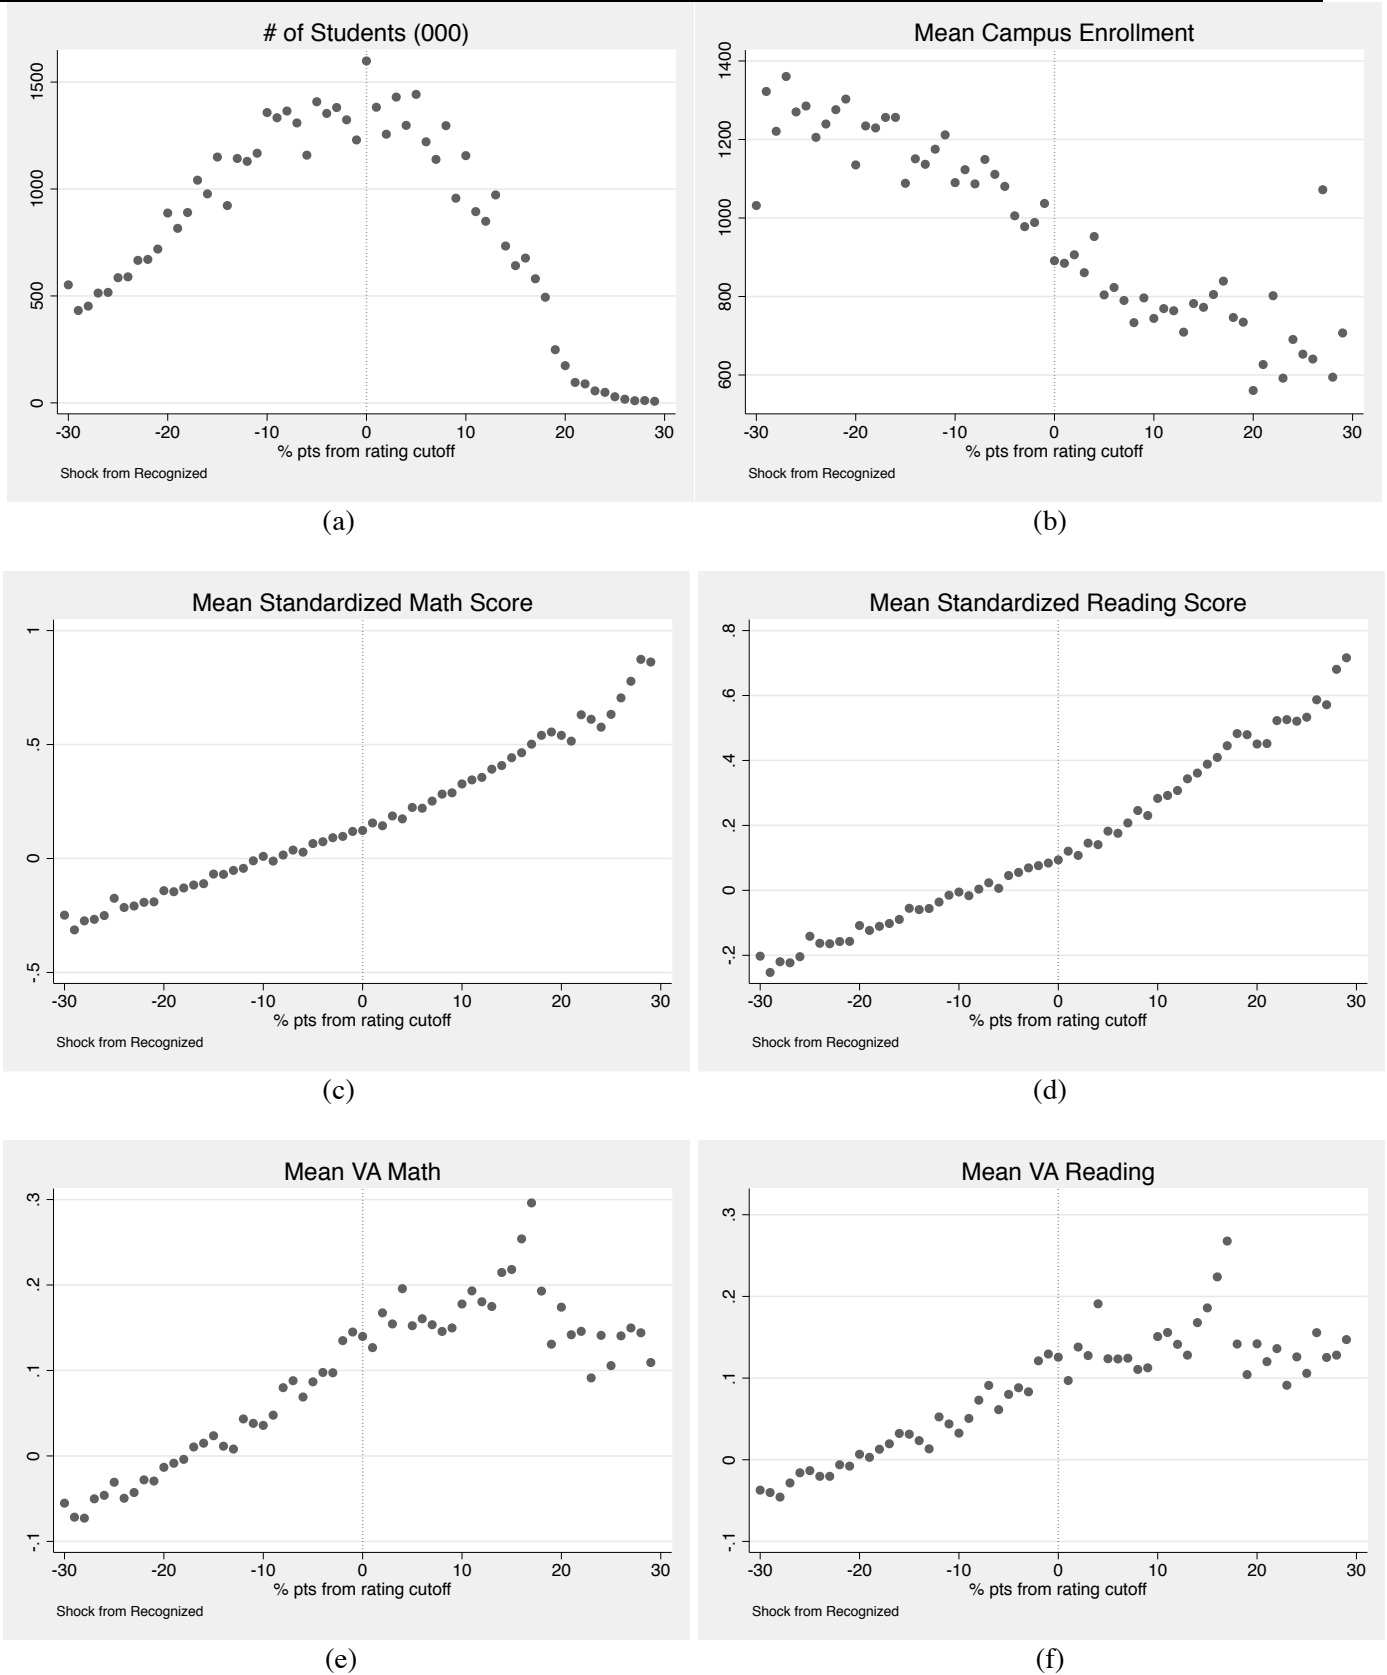 # of Students (000)
1500
1000
500
0
-30 -20 -10 0 10 20 30
% pts from rating cutoff
Shock from Recognized
(a)
Mean Campus Enrollment
1400
1200
1000
800
600
-30 -20 -10 0 10 20 30
% pts from rating cutoff
Shock from Recognized
(b)
Mean Standardized Math Score
1
.5
0
-.5
-30 -20 -10 0 10 20 30
% pts from rating cutoff
Shock from Recognized
(c)
Mean Standardized Reading Score
.8
.6
.4
.2
0
-.2
-30 -20 -10 0 10 20 30
% pts from rating cutoff
Shock from Recognized
(d)
Mean VA Math
.3
.2
.1
0
-.1
-30 -20 -10 0 10 20 30
% pts from rating cutoff
Shock from Recognized
(e)
Mean VA Reading
.3
.2
.1
0
-.1
-30 -20 -10 0 10 20 30
% pts from rating cutoff
Shock from Recognized
(f)